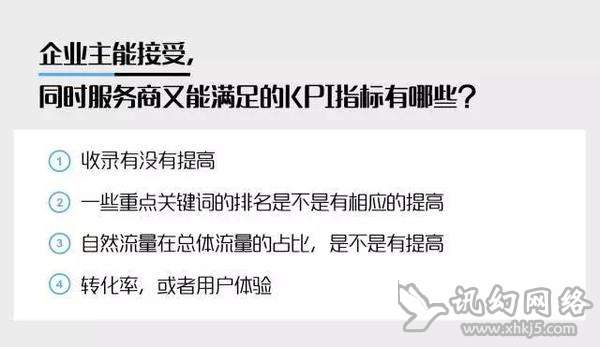 企业主能接受,
同时服务商又能满足的KPI指标有哪些?
1 收录有没有提高
2 一些重点关键词的排名是不是有相应的提高
3 自然流量在总体流量的占比，是不是有提高
4 转化率，或者用户体验
讯幻网络
www.xhkj5.com